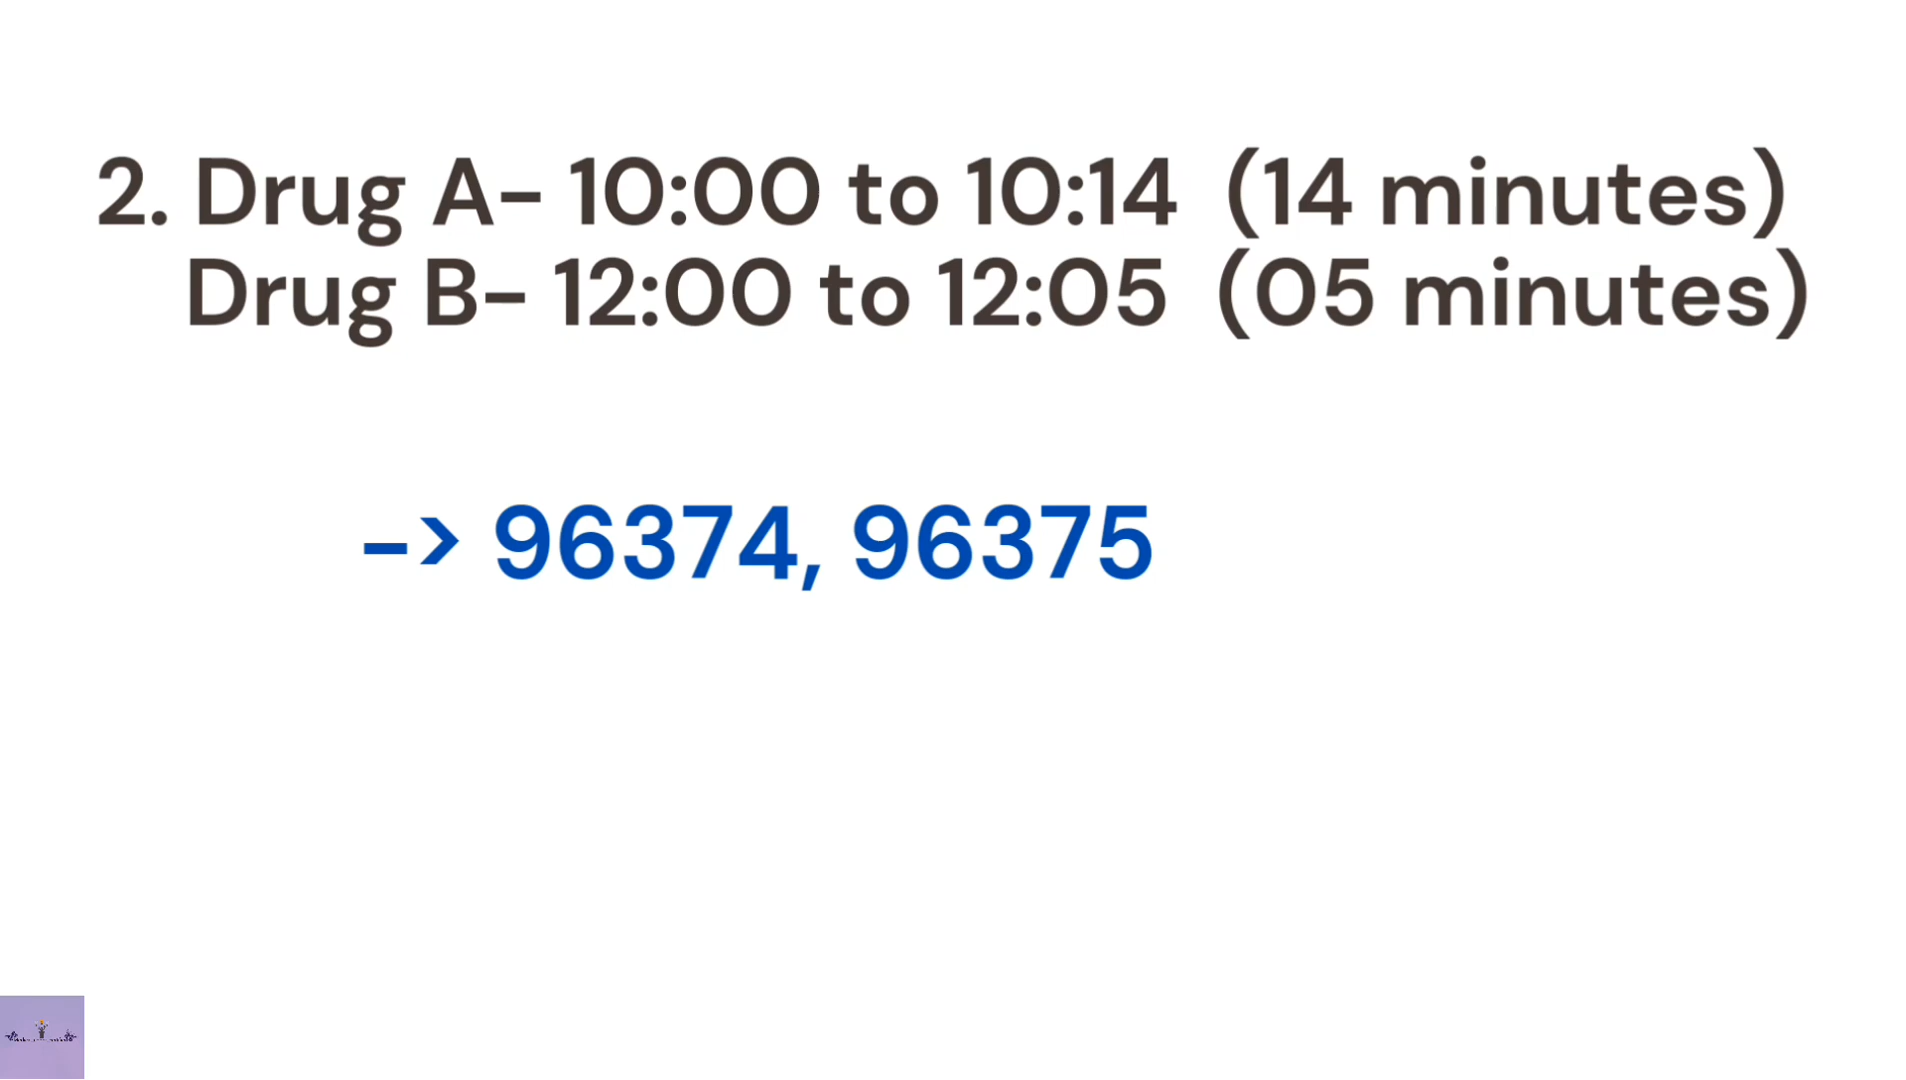 2. Drug A- 10:00 to 10:14 (14 minutes)
Drug B- 12:00 to 12:05 (05 minutes)
-> 96374, 96375